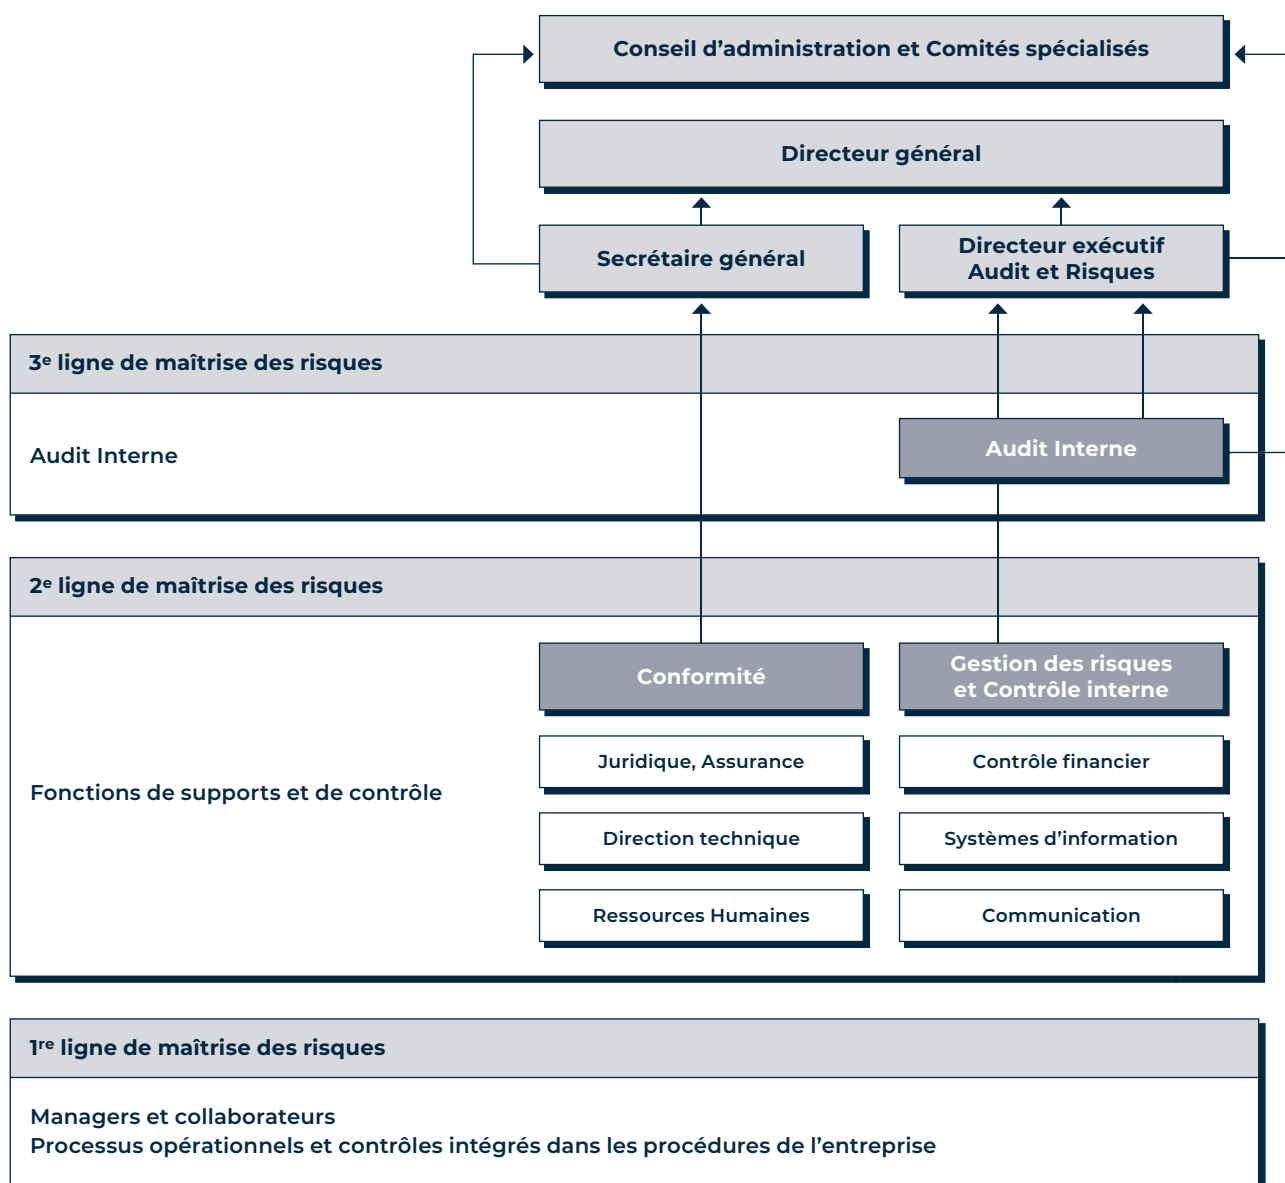 Conseil d’administration et Comités spécialisés
Directeur général
Secrétaire général
Directeur exécutif
Audit et Risques
3e ligne de maîtrise des risques
Audit Interne
Audit Interne
2e ligne de maîtrise des risques
Fonctions de supports et de contrôle
Conformité
Gestion des risques
et Contrôle interne
Juridique, Assurance
Contrôle financier
Direction technique
Systèmes d’information
Ressources Humaines
Communication
1re ligne de maîtrise des risques
Managers et collaborateurs
Processus opérationnels et contrôles intégrés dans les procédures de l’entreprise